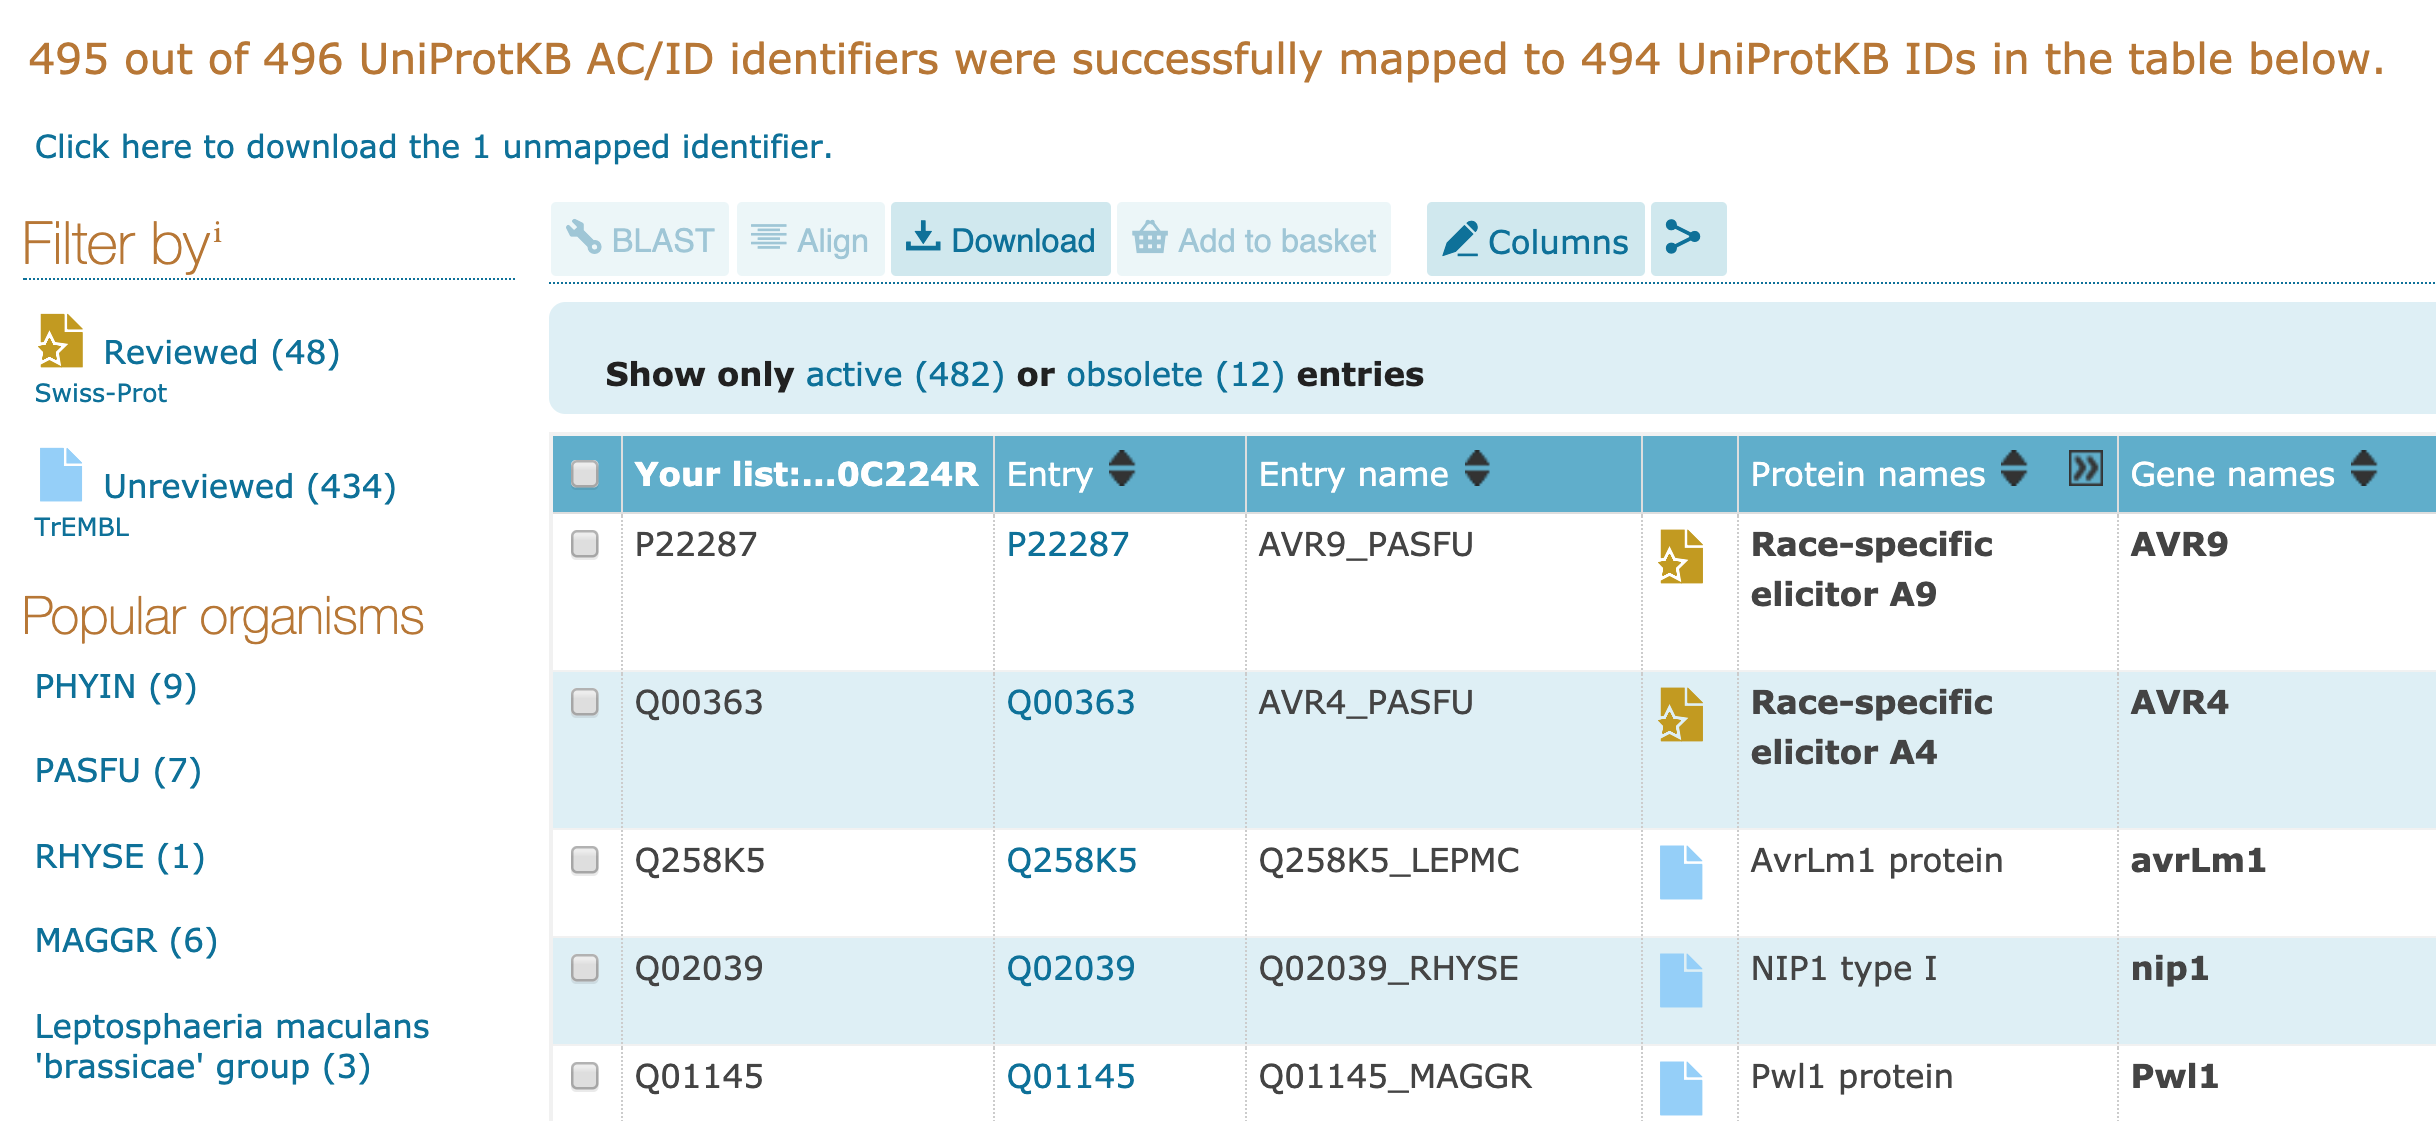 495 out of 496 UniProtKB AC/ID identifiers were successfully mapped to 494 UniProtKB IDs in the table below.
Click here to download the 1 unmapped identifier.
Filter byi
Reviewed (48)
Swiss-Prot
Unreviewed (434)
TrEMBL
Popular organisms
PHYIN (9)
PASFU (7)
RHYSE (1)
MAGGR (6)
Leptosphaeria maculans
'brassicae' group (3)
BLAST Align Download Add to basket Columns
Show only active (482) or obsolete (12) entries
Your list:...0C224R Entry Entry name Protein names Gene names
P22287 P22287 AVR9_PASFU Race-specific AVR9
elicitor A9
Q00363 Q00363 AVR4_PASFU Race-specific AVR4
elicitor A4
Q258K5 Q258K5 Q258K5_LEPMC AvrLm1 protein avrLm1
Q02039 Q02039 Q02039_RHYSE NIP1 type I nip1
Q01145 Q01145 Q01145_MAGGR Pwl1 protein Pwl1